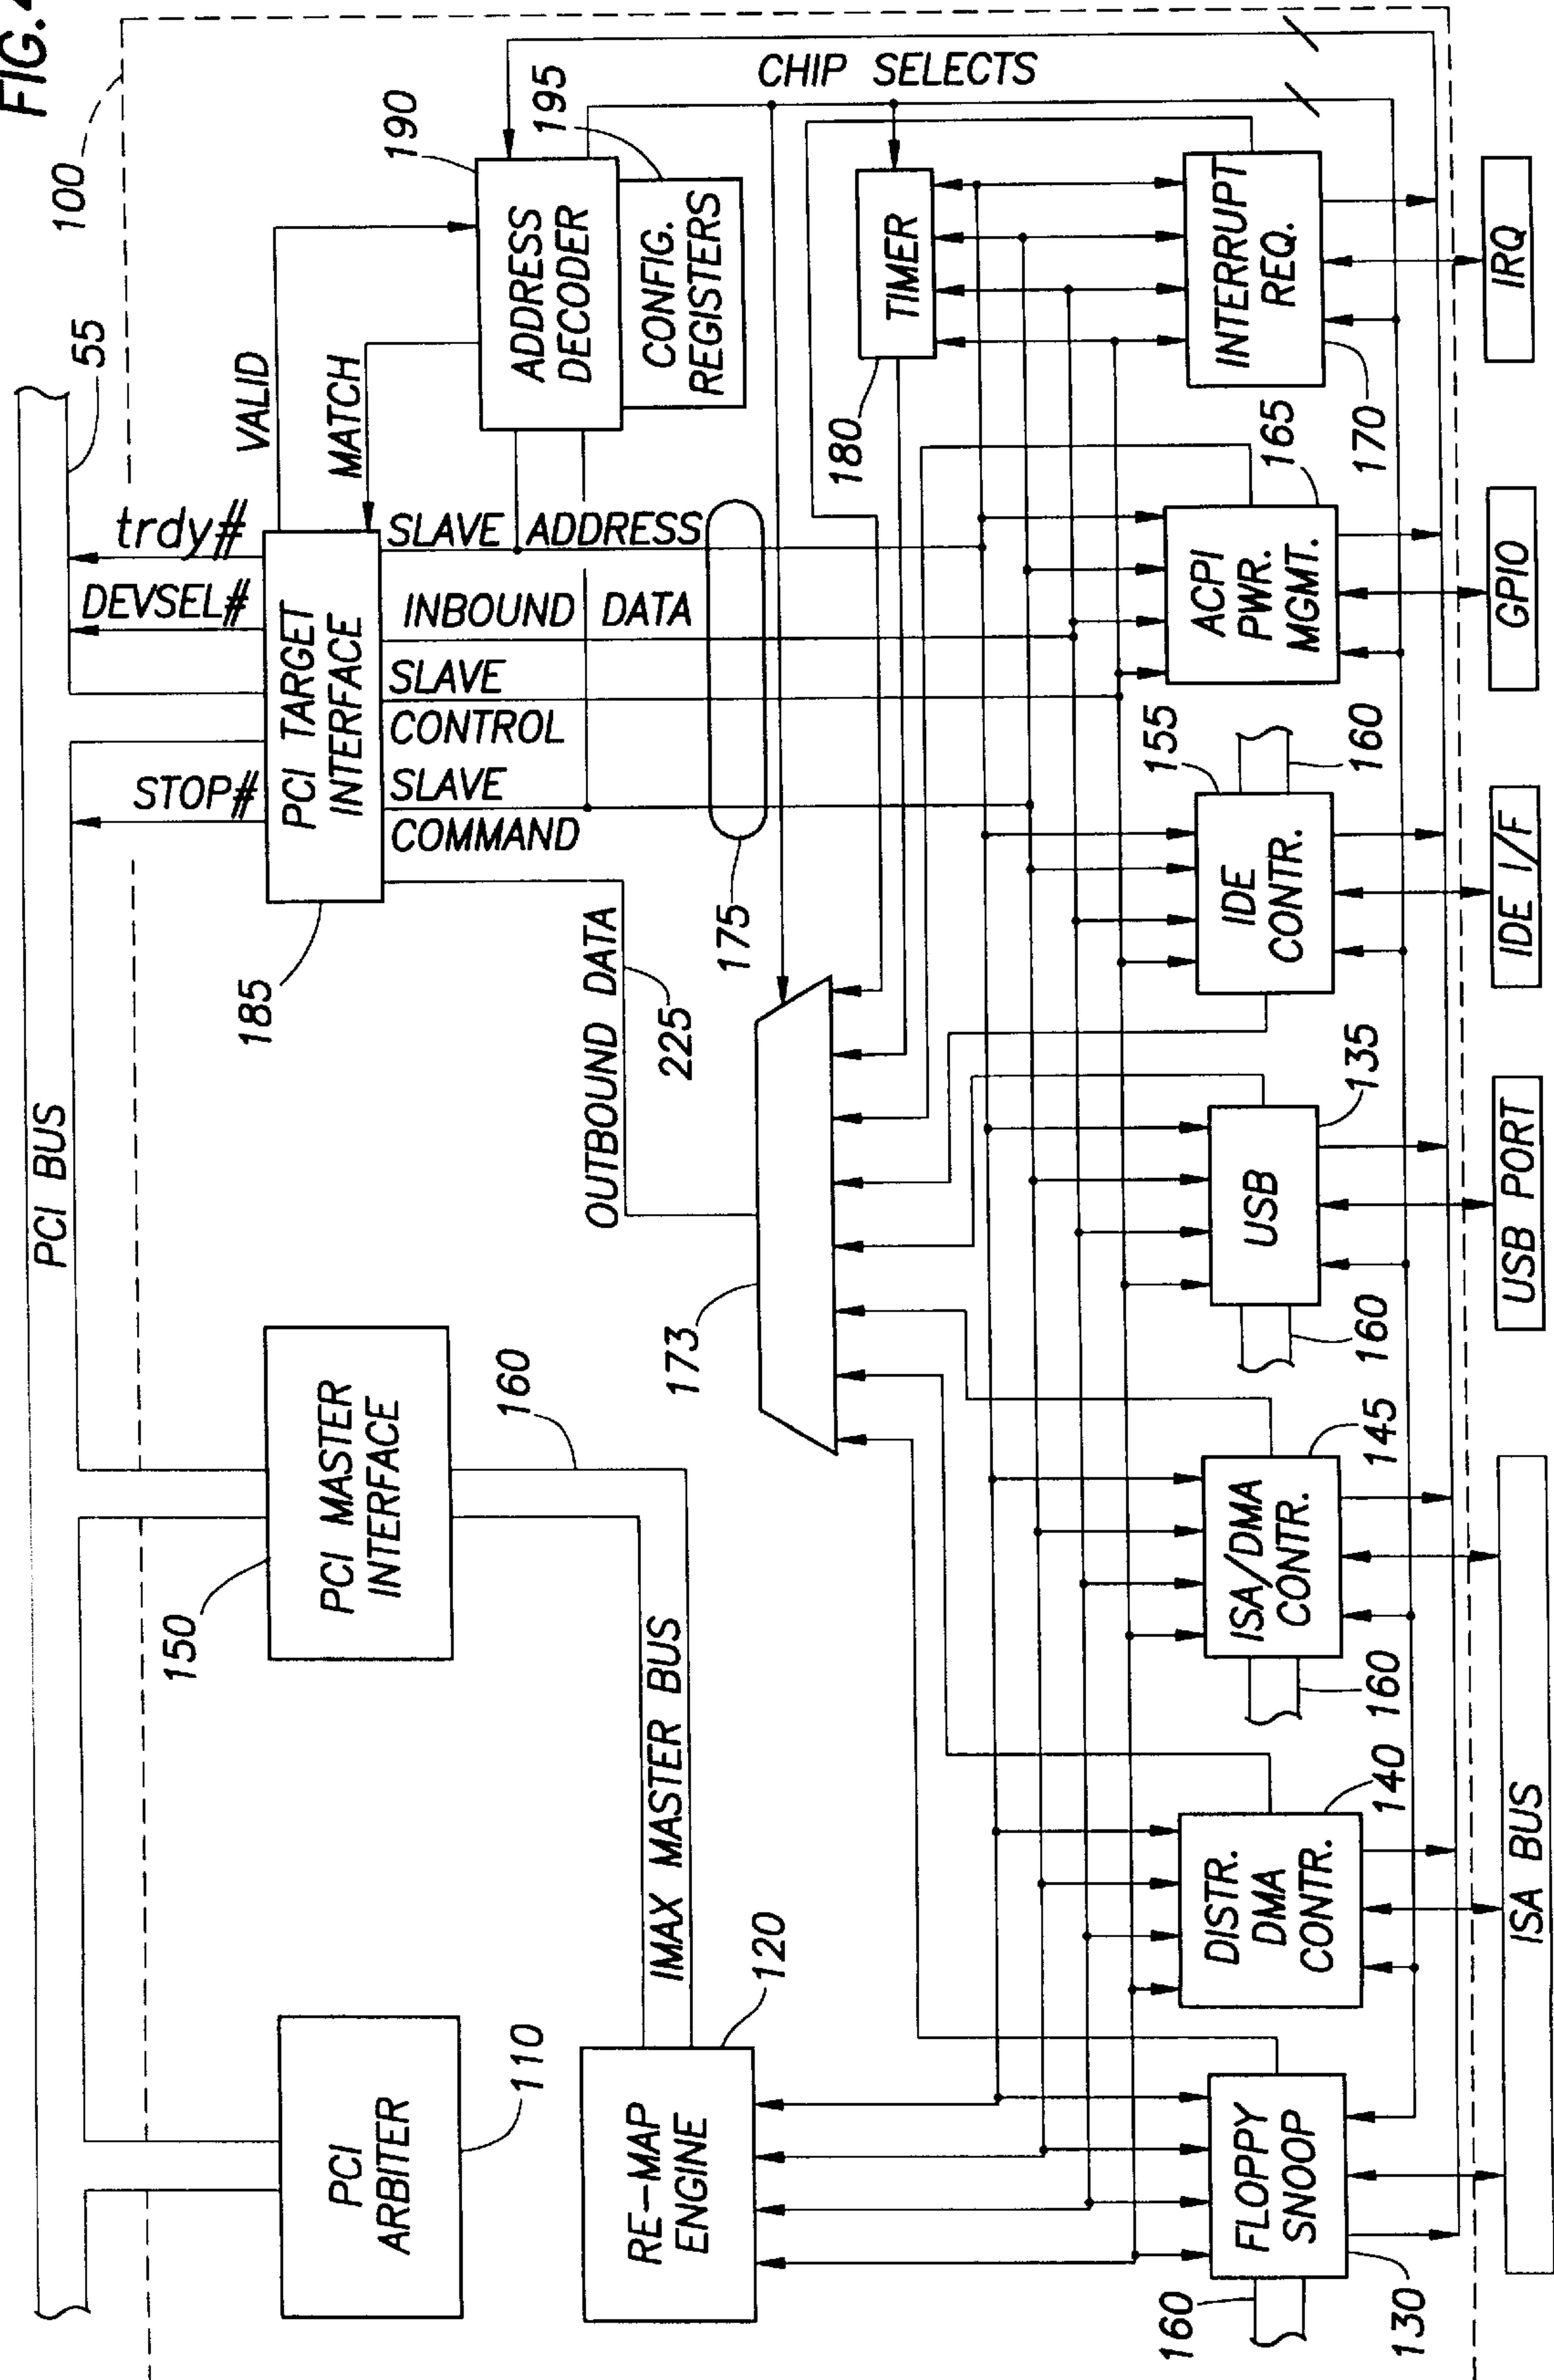 FIG.
PCI BUS
55
100
trdy#
DEVSEL#
STOP#
VALID
MATCH
190
195
PCI
ARBITER
110
150
PCI MASTER
INTERFACE
PCI TARGET
INTERFACE
185
ADDRESS
DECODER
CONFIG.
REGISTERS
SLAVE ADDRESS
INBOUND DATA
SLAVE
CONTROL
SLAVE
COMMAND
OUTBOUND DATA
225
175
CHIP SELECTS
160
IMAX MASTER BUS
RE-MAP
ENGINE
120
173
TIMER
180
160
FLOPPY
SNOOP
130
DISTR.
DMA
CONTR.
140
ISA/DMA
CONTR.
145
160
USB
135
160
IDE
CONTR.
155
160
ACPI
PWR.
MGMT.
165
INTERRUPT
REQ.
170
ISA BUS
USB PORT
IDE I/F
GPIO
IRQ